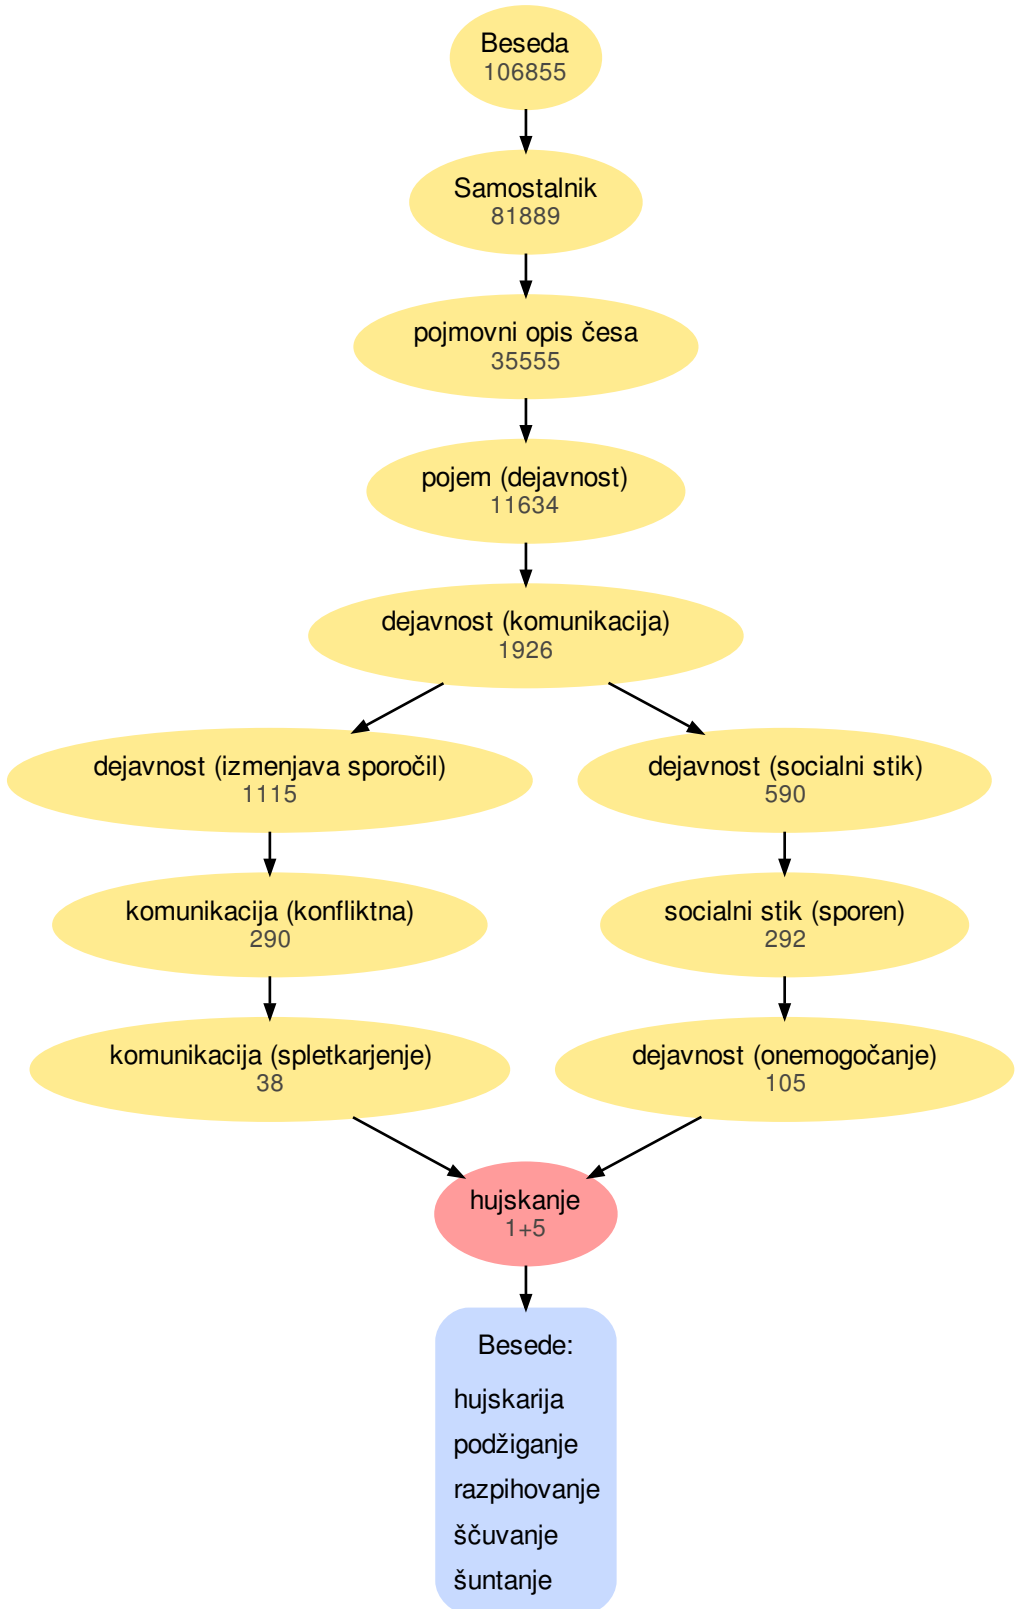 Beseda
106855
Samostalnik
81889
pojmovni opis česa
35555
pojem (dejavnost)
11634
dejavnost (komunikacija)
1926
dejavnost (izmenjava sporočil)
1115
dejavnost (socialni stik)
590
komunikacija (konfliktna)
290
socialni stik (sporen)
292
komunikacija (spletkarjenje)
38
dejavnost (onemogočanje)
105
hujskanje
1+5
Besede:
hujskarija
podžiganje
razpihovanje
ščuvanje
šuntanje